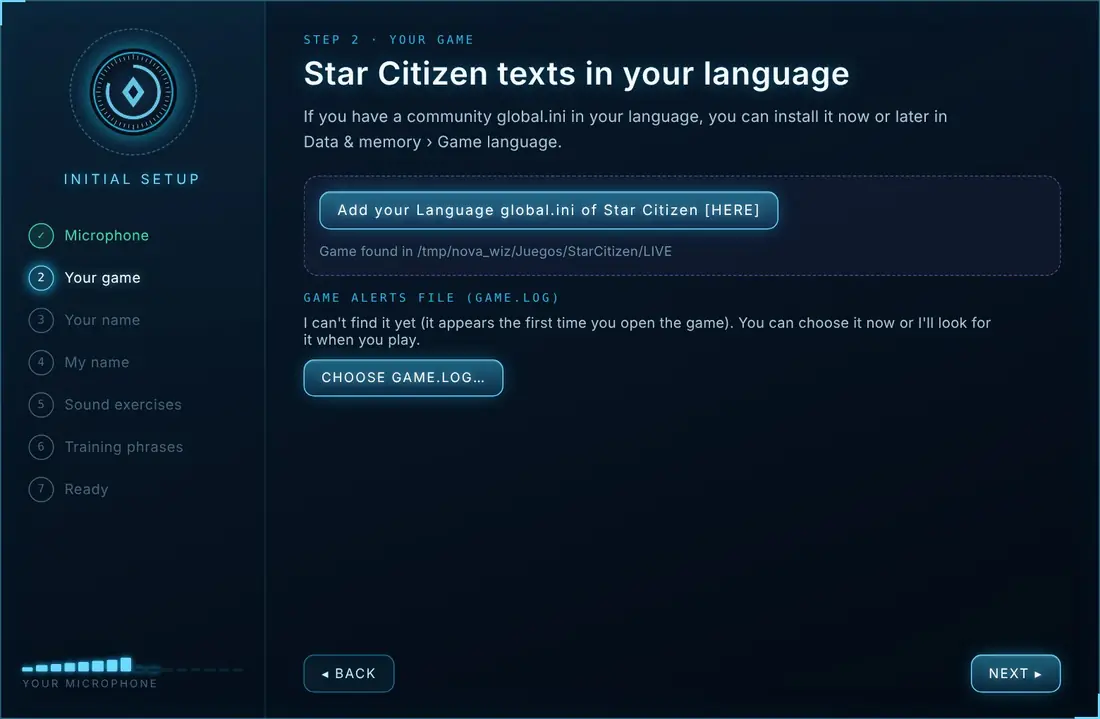 INITIAL SETUP
✓ Microphone
2 Your game
3 Your name
4 My name
5 Sound exercises
6 Training phrases
7 Ready
YOUR MICROPHONE
STEP 2 · YOUR GAME
Star Citizen texts in your language
If you have a community global.ini in your language, you can install it now or later in
Data & memory › Game language.
Add your Language global.ini of Star Citizen [HERE]
Game found in /tmp/nova_wiz/Juegos/StarCitizen/LIVE
GAME ALERTS FILE (GAME.LOG)
I can't find it yet (it appears the first time you open the game). You can choose it now or I'll look for
it when you play.
CHOOSE GAME.LOG…
◂ BACK
NEXT ▸